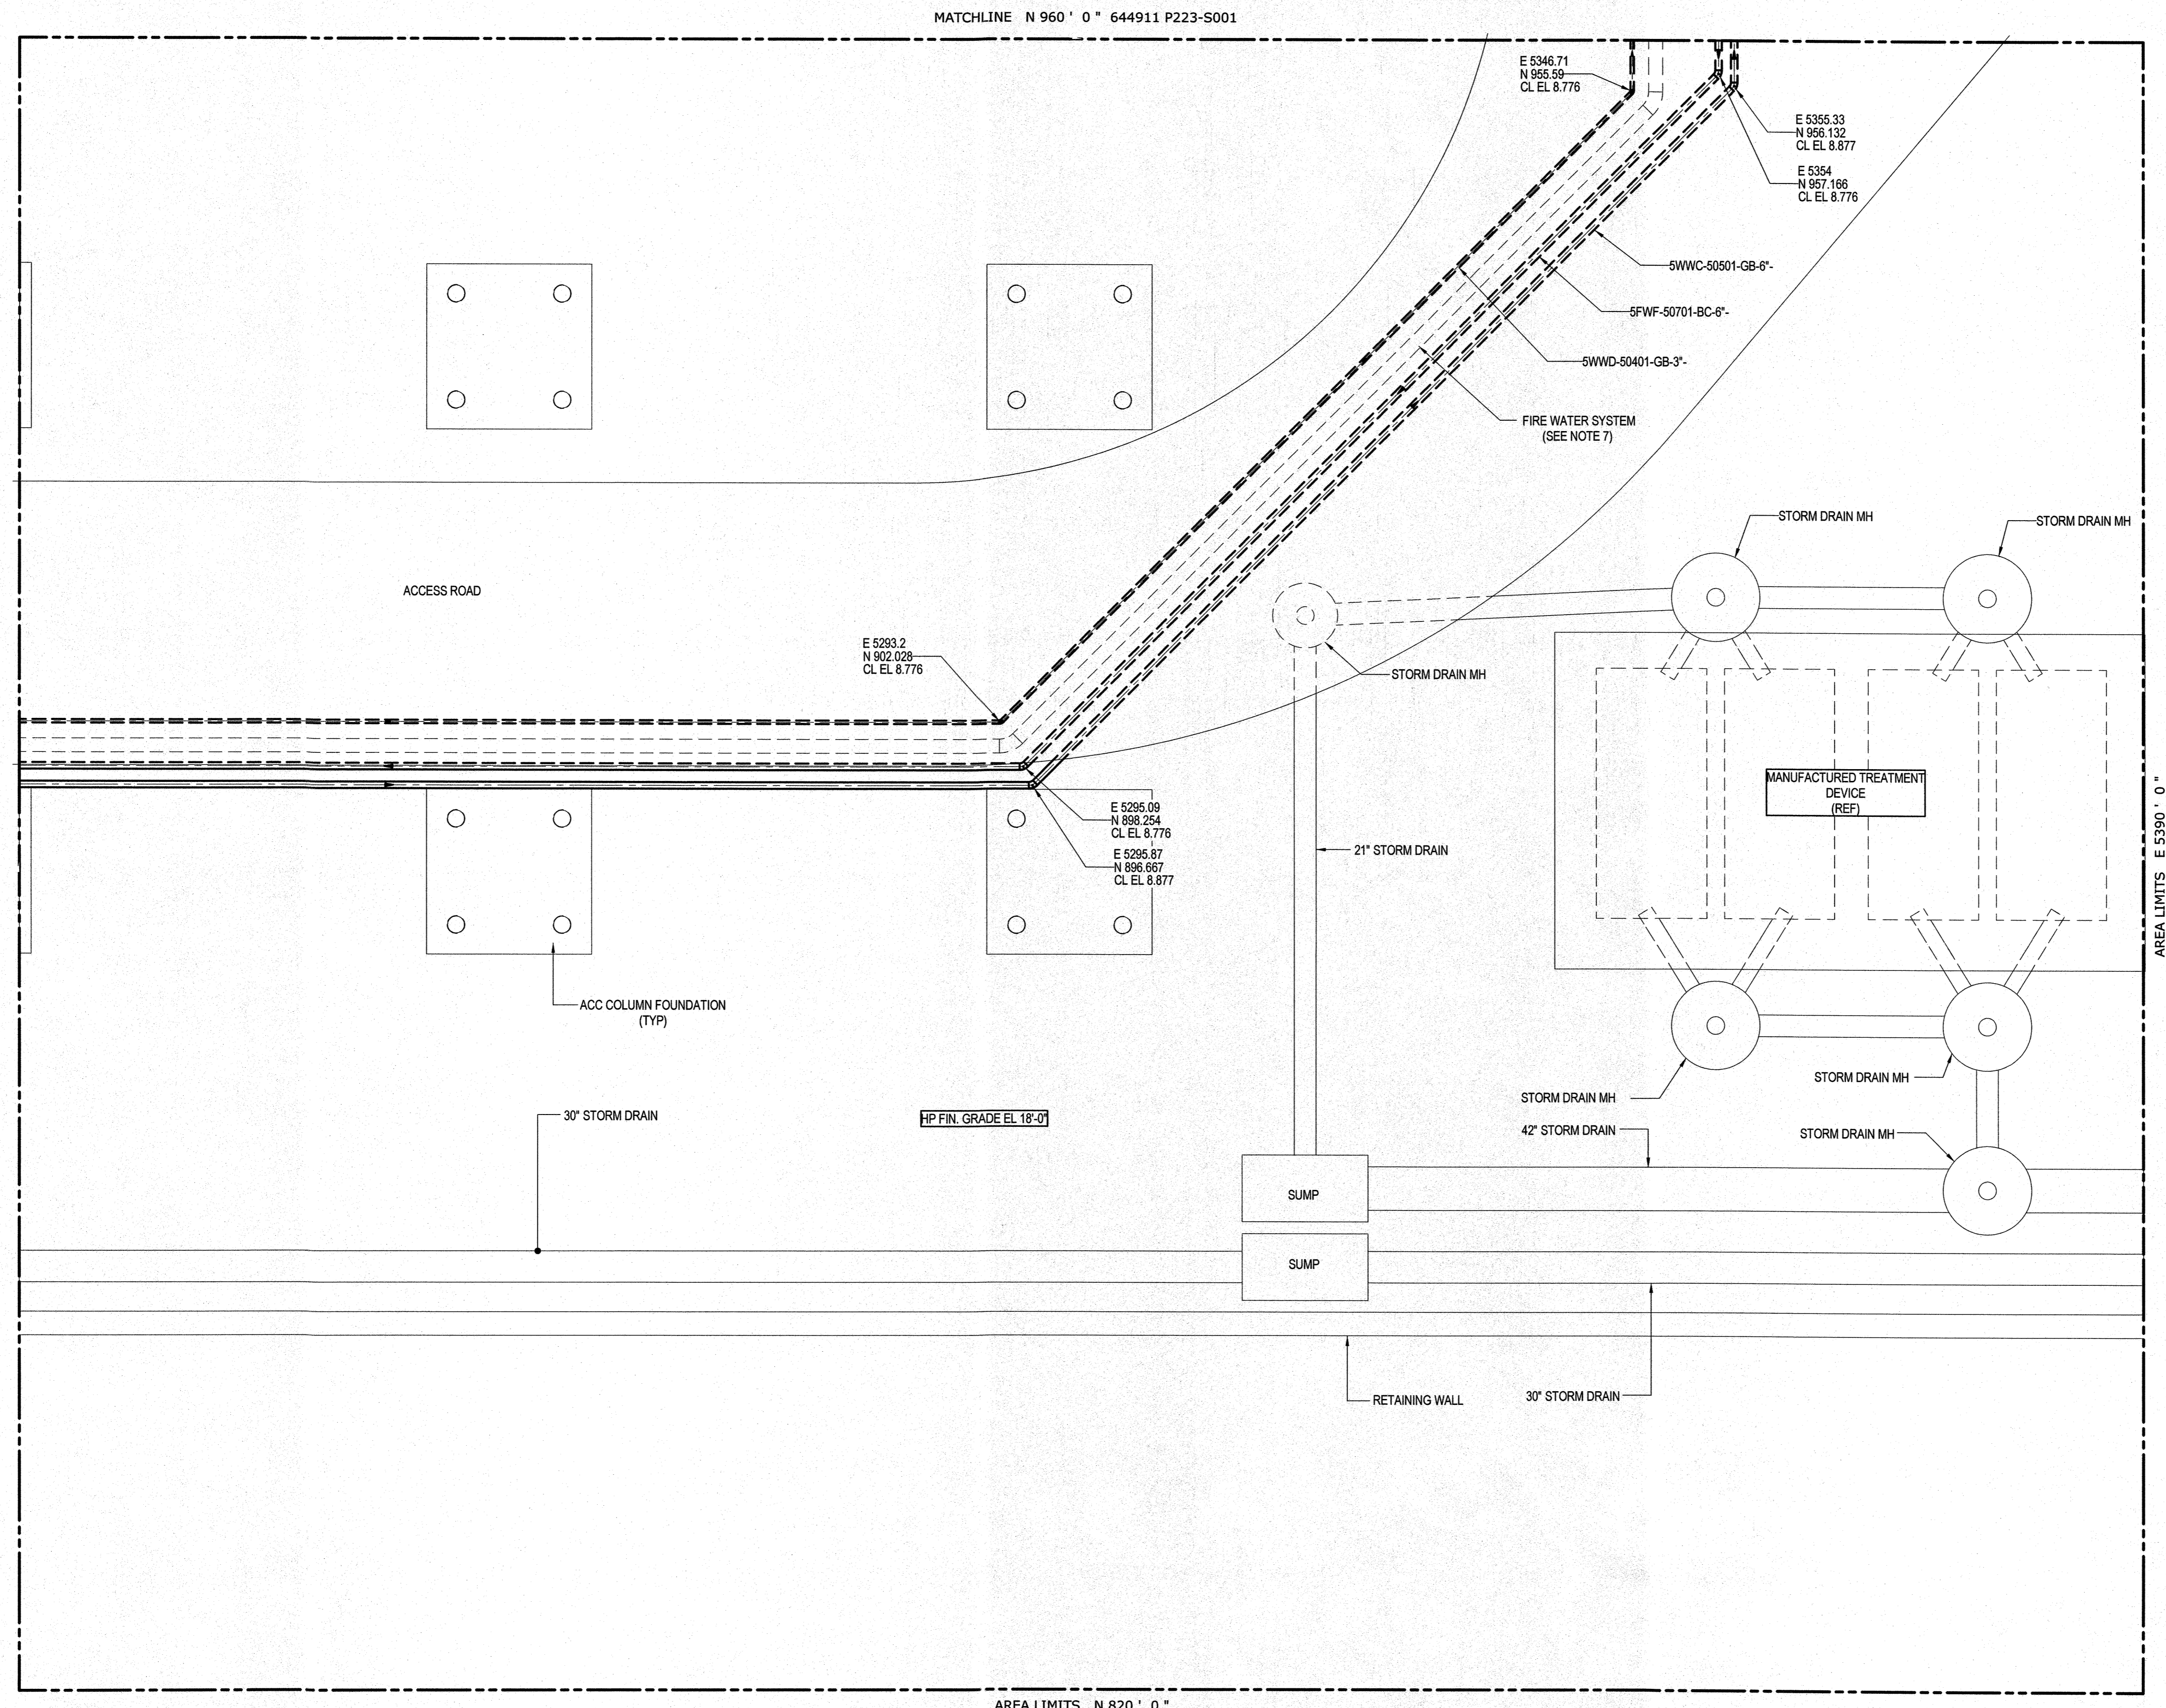 MATCHLINE N 960 ' 0 " 644911 P223-S001
E 5346.71
N 955.59
CL EL 8.776
E 5355.33
N 956.132
CL EL 8.877
E 5354
N 957.166
CL EL 8.776
5WWC-50501-GB-6"-
5FWF-50701-BC-6"-
5WWD-50401-GB-3"-
FIRE WATER SYSTEM
(SEE NOTE 7)
STORM DRAIN MH
STORM DRAIN MH
ACCESS ROAD
E 5293.2
N 902.028
CL EL 8.776
STORM DRAIN MH
MANUFACTURED TREATMENT
DEVICE
(REF)
E 5295.09
N 898.254
CL EL 8.776
E 5295.87
N 896.667
CL EL 8.877
21" STORM DRAIN
AREA LIMITS E 5390 ' 0 "
ACC COLUMN FOUNDATION
(TYP)
STORM DRAIN MH
STORM DRAIN MH
30" STORM DRAIN
HP FIN. GRADE EL 18'-0"
42" STORM DRAIN
STORM DRAIN MH
SUMP
SUMP
RETAINING WALL
30" STORM DRAIN
AREA LIMITS N 820 ' 0 "